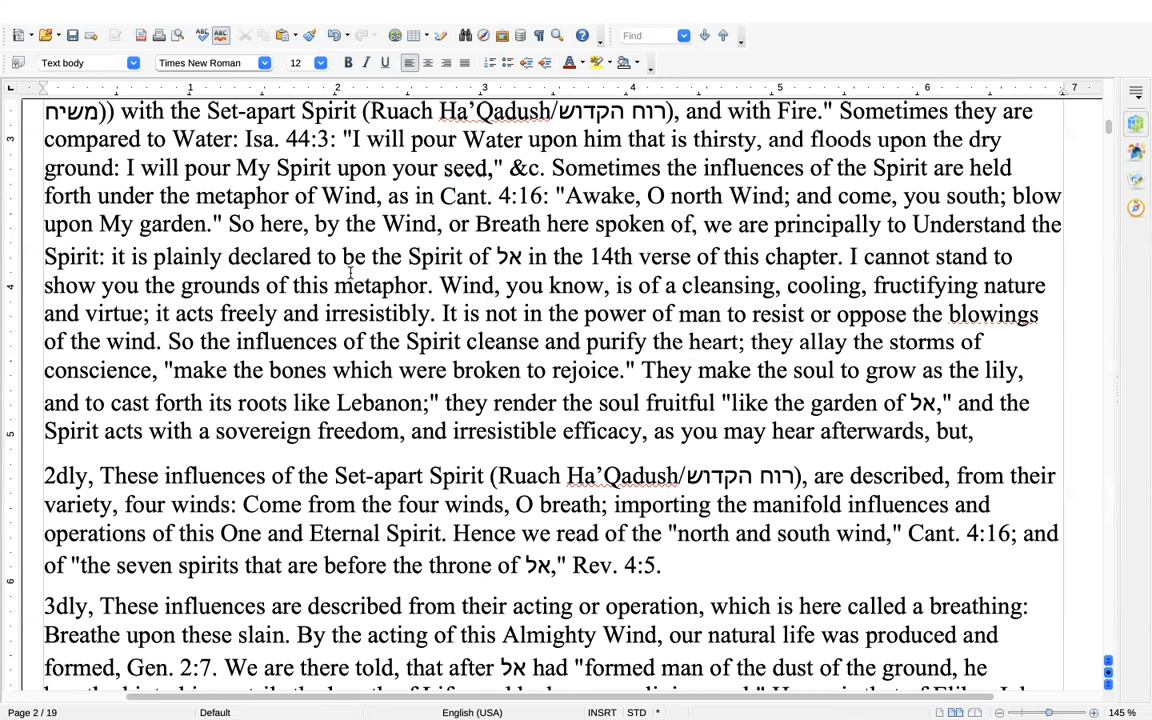 Find
Text body
Times New Roman
12
1 2 3 4 5 6 7
משיח)) with the Set-apart Spirit (Ruach Ha’Qadush/רוח הקדוש), and with Fire." Sometimes they are
compared to Water: Isa. 44:3: "I will pour Water upon him that is thirsty, and floods upon the dry
ground: I will pour My Spirit upon your seed," &c. Sometimes the influences of the Spirit are held
forth under the metaphor of Wind, as in Cant. 4:16: "Awake, O north Wind; and come, you south; blow
upon My garden." So here, by the Wind, or Breath here spoken of, we are principally to Understand the
Spirit: it is plainly declared to be the Spirit of אל in the 14th verse of this chapter. I cannot stand to
show you the grounds of this metaphor. Wind, you know, is of a cleansing, cooling, fructifying nature
and virtue; it acts freely and irresistibly. It is not in the power of man to resist or oppose the blowings
of the wind. So the influences of the Spirit cleanse and purify the heart; they allay the storms of
conscience, "make the bones which were broken to rejoice." They make the soul to grow as the lily,
and to cast forth its roots like Lebanon;" they render the soul fruitful "like the garden of אל," and the
Spirit acts with a sovereign freedom, and irresistible efficacy, as you may hear afterwards, but,
2dly, These influences of the Set-apart Spirit (Ruach Ha’Qadush/רוח הקדוש), are described, from their
variety, four winds: Come from the four winds, O breath; importing the manifold influences and
operations of this One and Eternal Spirit. Hence we read of the "north and south wind," Cant. 4:16; and
of "the seven spirits that are before the throne of אל," Rev. 4:5.
3dly, These influences are described from their acting or operation, which is here called a breathing:
Breathe upon these slain. By the acting of this Almighty Wind, our natural life was produced and
formed, Gen. 2:7. We are there told, that after אל had "formed man of the dust of the ground, he
Page 2 / 19
Default
English (USA)
INSRT
STD
*
145 %